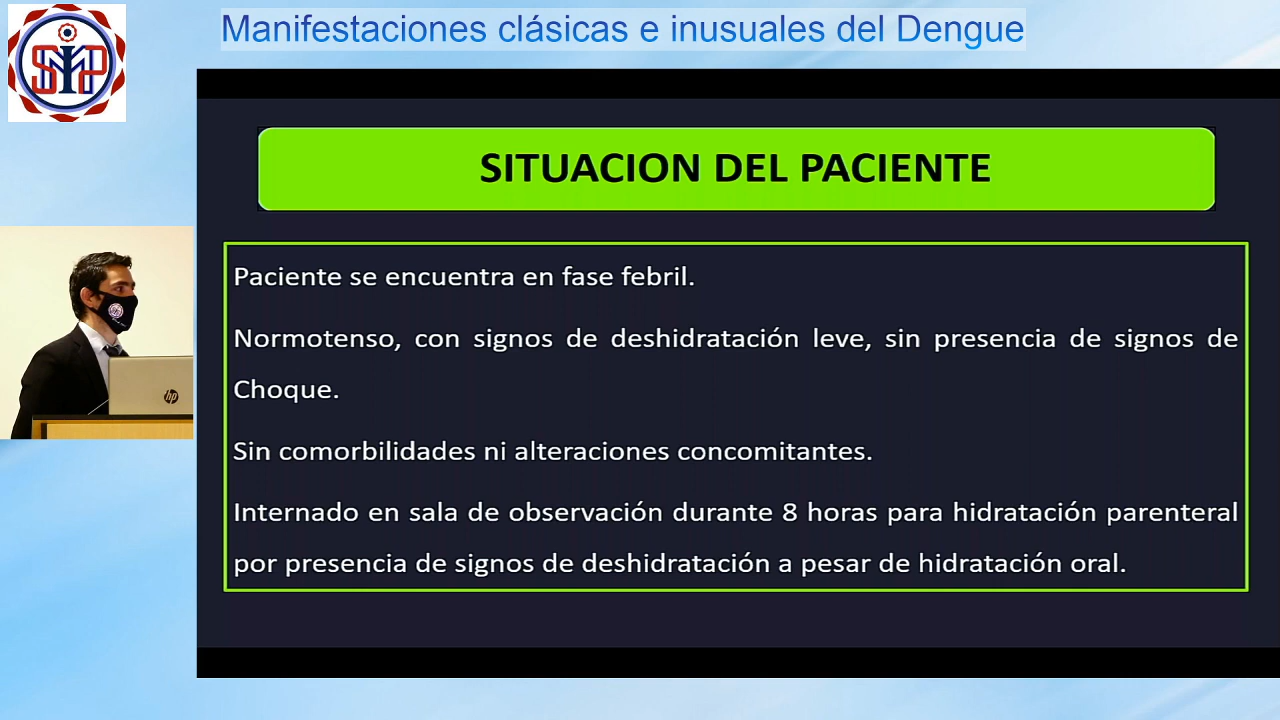 Manifestaciones clásicas e inusuales del Dengue
SMP
SITUACION DEL PACIENTE
Paciente se encuentra en fase febril.
Normotenso, con signos de deshidratación leve, sin presencia de signos de
Choque.
Sin comorbilidades ni alteraciones concomitantes.
Internado en sala de observación durante 8 horas para hidratación parenteral
por presencia de signos de deshidratación a pesar de hidratación oral.
hp